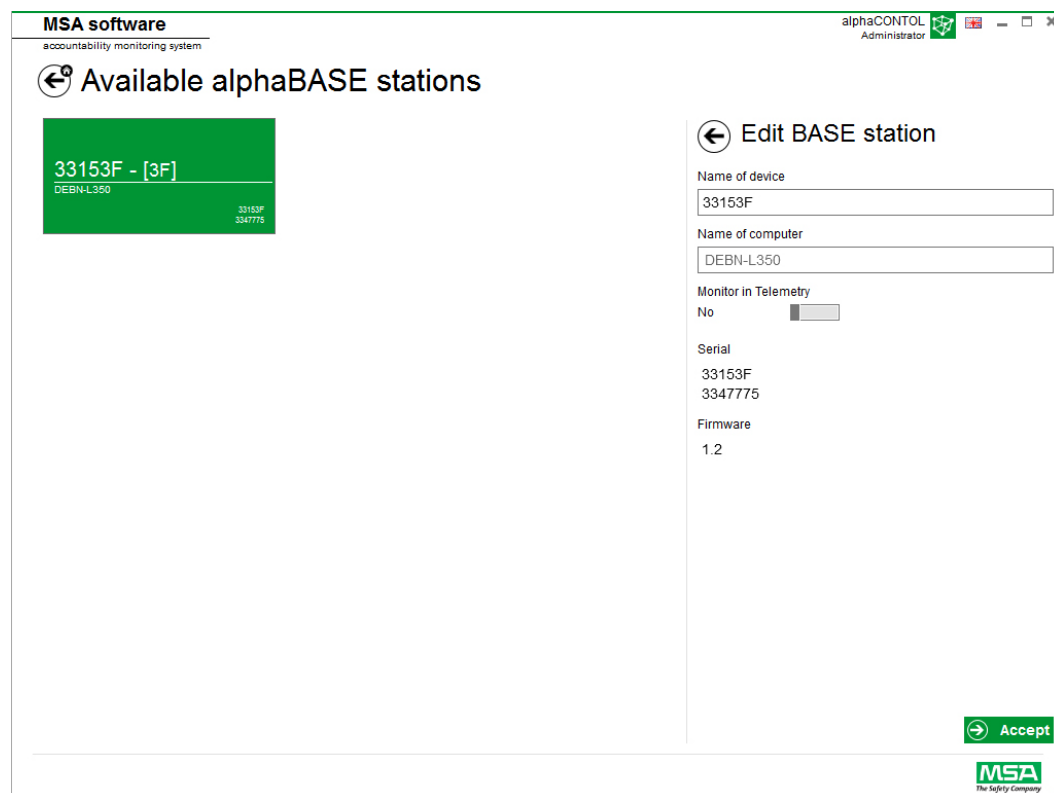 MSA software
accountability monitoring system
alphaCONTOL
Administrator
Available alphaBASE stations
33153F - [3F]
DEBN-L350
33153F
3347775
Edit BASE station
Name of device
33153F
Name of computer
DEBN-L350
Monitor in Telemetry
No
Serial
33153F
3347775
Firmware
1.2
Accept
MSA
The Safety Company